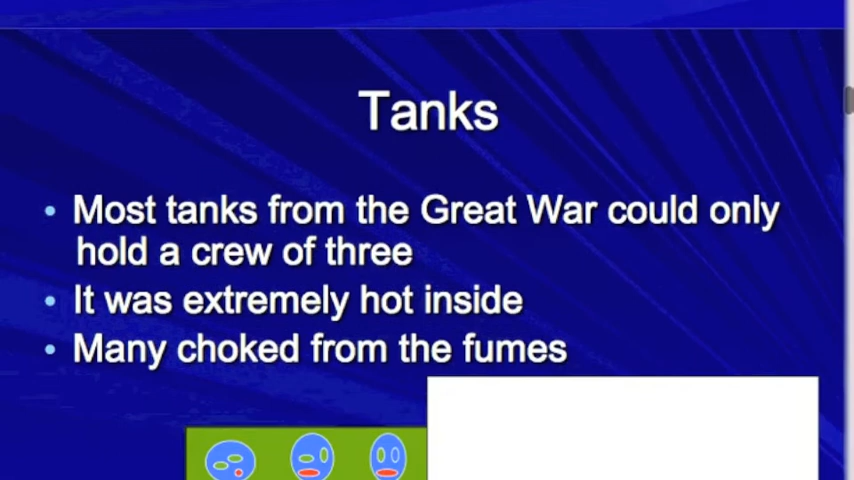 Tanks
• Most tanks from the Great War could only
hold a crew of three
• It was extremely hot inside
• Many choked from the fumes